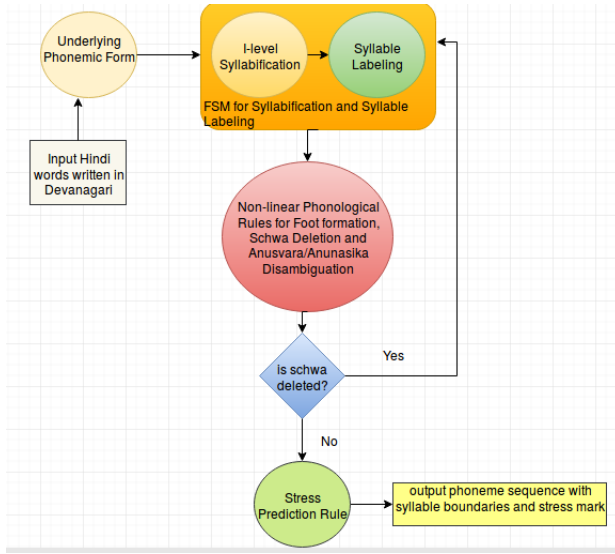 Underlying
Phonemic Form
I-level
Syllabification
Syllable
Labeling
FSM for Syllabification and Syllable
Labeling
Input Hindi
words written in
Devanagari
Non-linear Phonological
Rules for Foot formation,
Schwa Deletion and
Anusvara/Anunasika
Disambiguation
Yes
is schwa
deleted?
No
Stress
Prediction Rule
output phoneme sequence with
syllable boundaries and stress mark